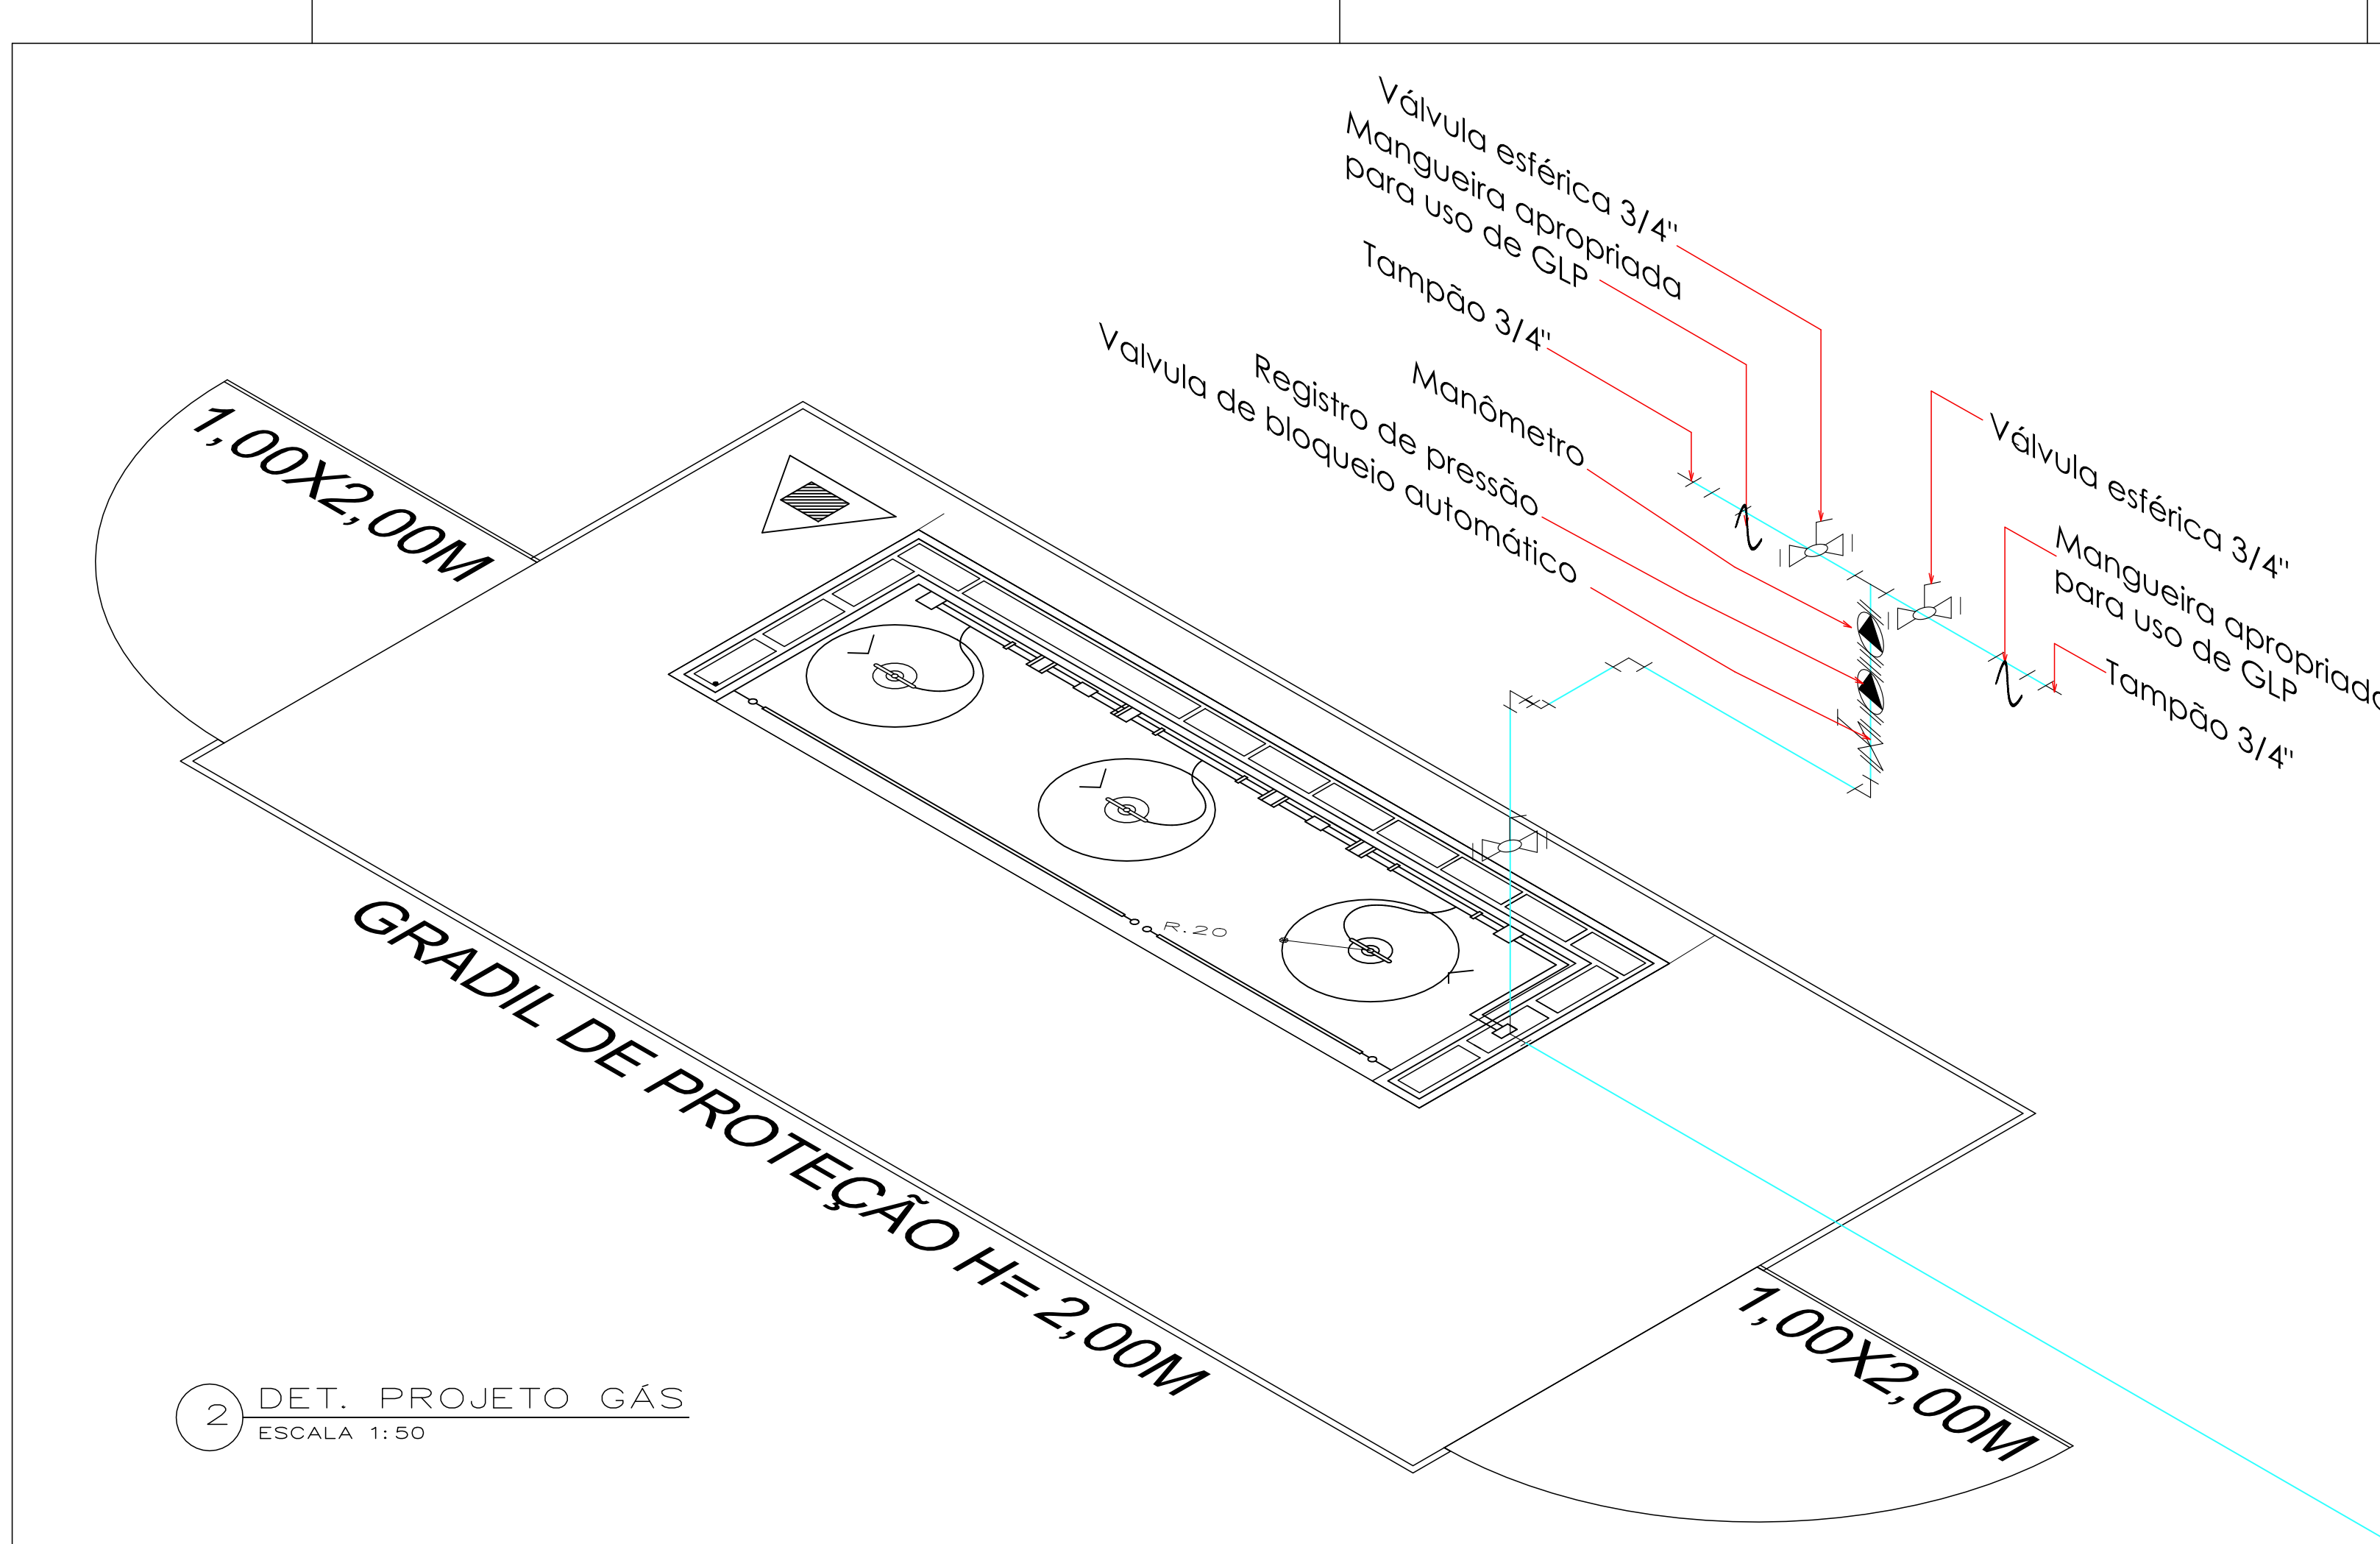 Válvula esférica 3/4"
Mangueira apropriada
para uso de GLP
Tampão 3/4"
Manômetro
Registro de pressão
Valvula de bloqueio automático
Válvula esférica 3/4"
Mangueira apropriada
para uso de GLP
Tampão 3/4"
1,00X2,00M
R.20
GRADIL DE PROTEÇÃO H= 2,00M
1,00X2,00M
2
DET. PROJETO GÁS
ESCALA 1:50